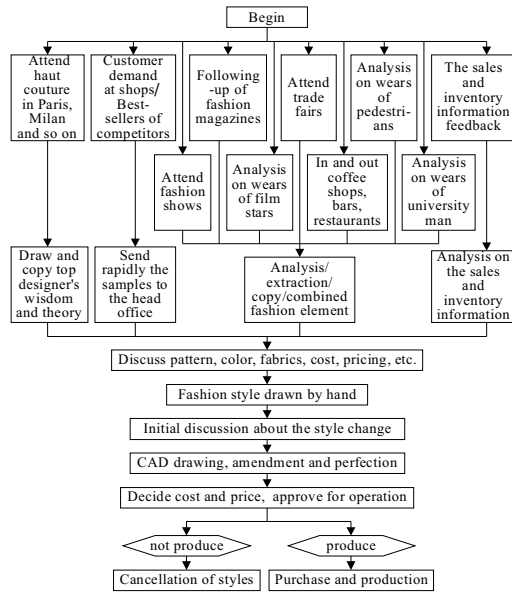 Begin
Attend
haut
couture
in Paris,
Milan
and so on
Customer
demand
at shops/
Best-
sellers of
competitors
Following
-up of
fashion
magazines
Attend
trade
fairs
Analysis
on wears
of
pedestri-
ans
The sales
and
inventory
information
feedback
Attend
fashion
shows
Analysis
on wears
of film
stars
In and out
coffee
shops,
bars,
restaurants
Analysis
on wears
of
university
man
Draw and
copy top
designer's
wisdom
and theory
Send
rapidly the
samples to
the head
office
Analysis/
extraction/
copy/combined
fashion element
Analysis on
the sales
and
inventory
information
Discuss pattern, color, fabrics, cost, pricing, etc.
Fashion style drawn by hand
Initial discussion about the style change
CAD drawing, amendment and perfection
Decide cost and price, approve for operation
not produce
produce
Cancellation of styles
Purchase and production